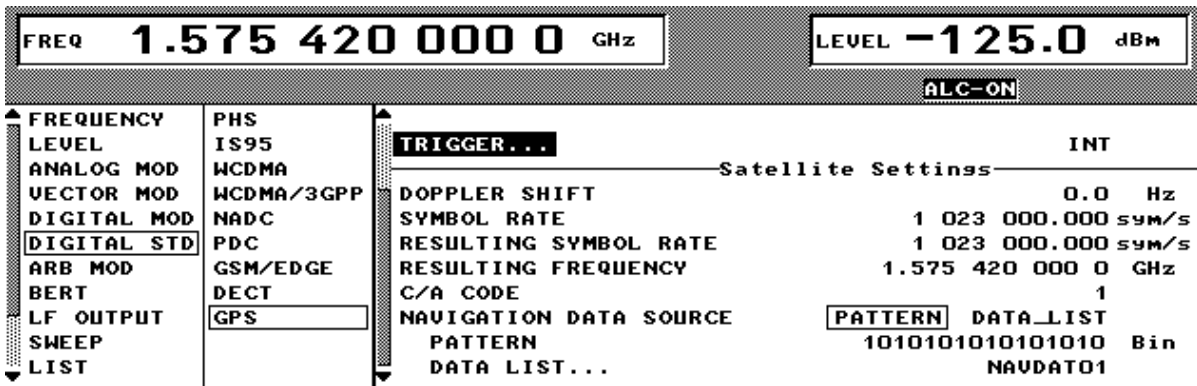 FREQ 1.575 420 000 0 GHz LEVEL -125.0 dBm
ALC-ON
FREQUENCY
LEVEL
ANALOG MOD
VECTOR MOD
DIGITAL MOD
DIGITAL STD
ARB MOD
BERT
LF OUTPUT
SWEEP
LIST
PHS
IS95
WCDMA
WCDMA/3GPP
NADC
PDC
GSM/EDGE
DECT
GPS
TRIGGER... INT
Satellite Settings
DOPPLER SHIFT 0.0 Hz
SYMBOL RATE 1 023 000.000 sym/s
RESULTING SYMBOL RATE 1 023 000.000 sym/s
RESULTING FREQUENCY 1.575 420 000 0 GHz
C/A CODE 1
NAVIGATION DATA SOURCE PATTERN DATA_LIST
PATTERN 1010101010101010 Bin
DATA LIST... NAVDAT01